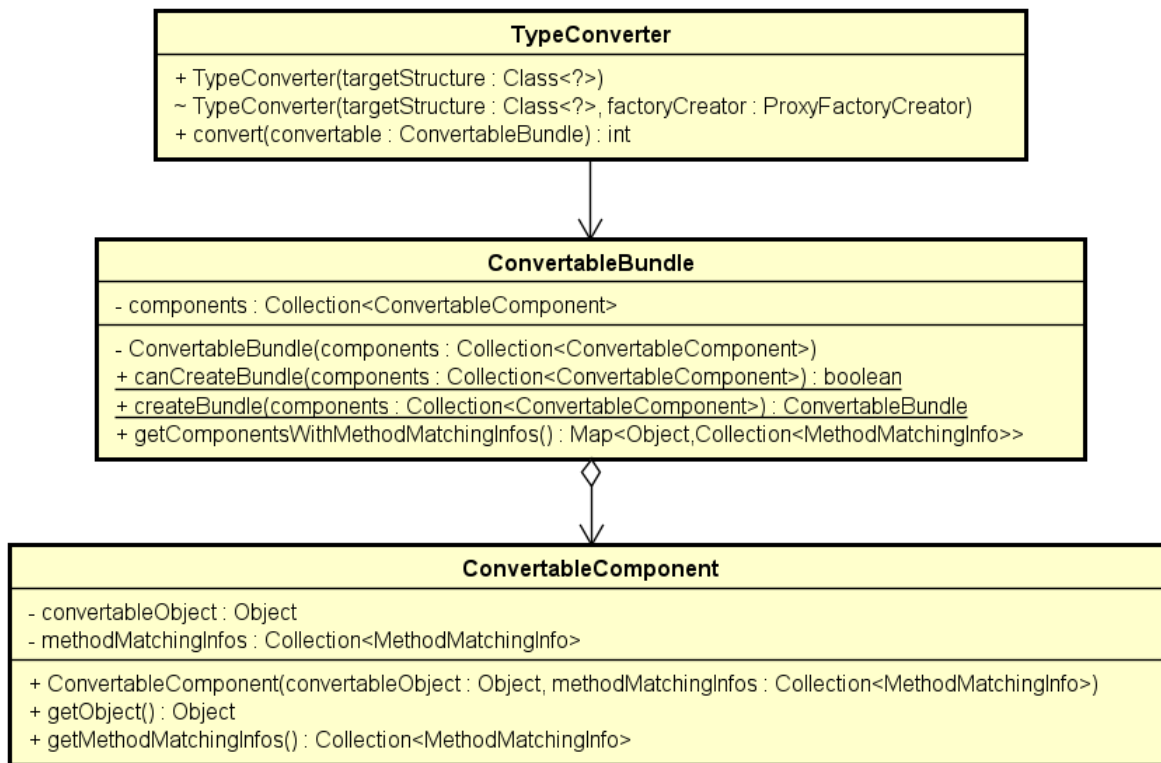 TypeConverter
+ TypeConverter(targetStructure : Class<?>)
~ TypeConverter(targetStructure : Class<?>, factoryCreator : ProxyFactoryCreator)
+ convert(convertable : ConvertableBundle) : int
ConvertableBundle
- components : Collection<ConvertableComponent>
- ConvertableBundle(components : Collection<ConvertableComponent>)
+ canCreateBundle(components : Collection<ConvertableComponent>) : boolean
+ createBundle(components : Collection<ConvertableComponent>) : ConvertableBundle
+ getComponentsWithMethodMatchingInfos() : Map<Object,Collection<MethodMatchingInfo>>
ConvertableComponent
- convertableObject : Object
- methodMatchingInfos : Collection<MethodMatchingInfo>
+ ConvertableComponent(convertableObject : Object, methodMatchingInfos : Collection<MethodMatchingInfo>)
+ getObject() : Object
+ getMethodMatchingInfos() : Collection<MethodMatchingInfo>